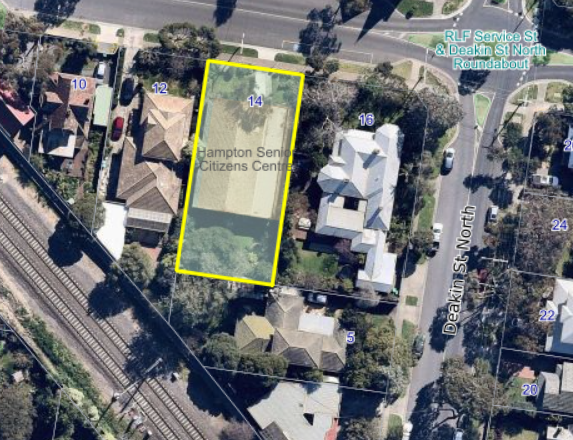 RLF Service St
& Deakin St North
Roundabout
10
12
14
16
Hampton Senio
Citizens Centre
Deakin St North
24
22
5
20